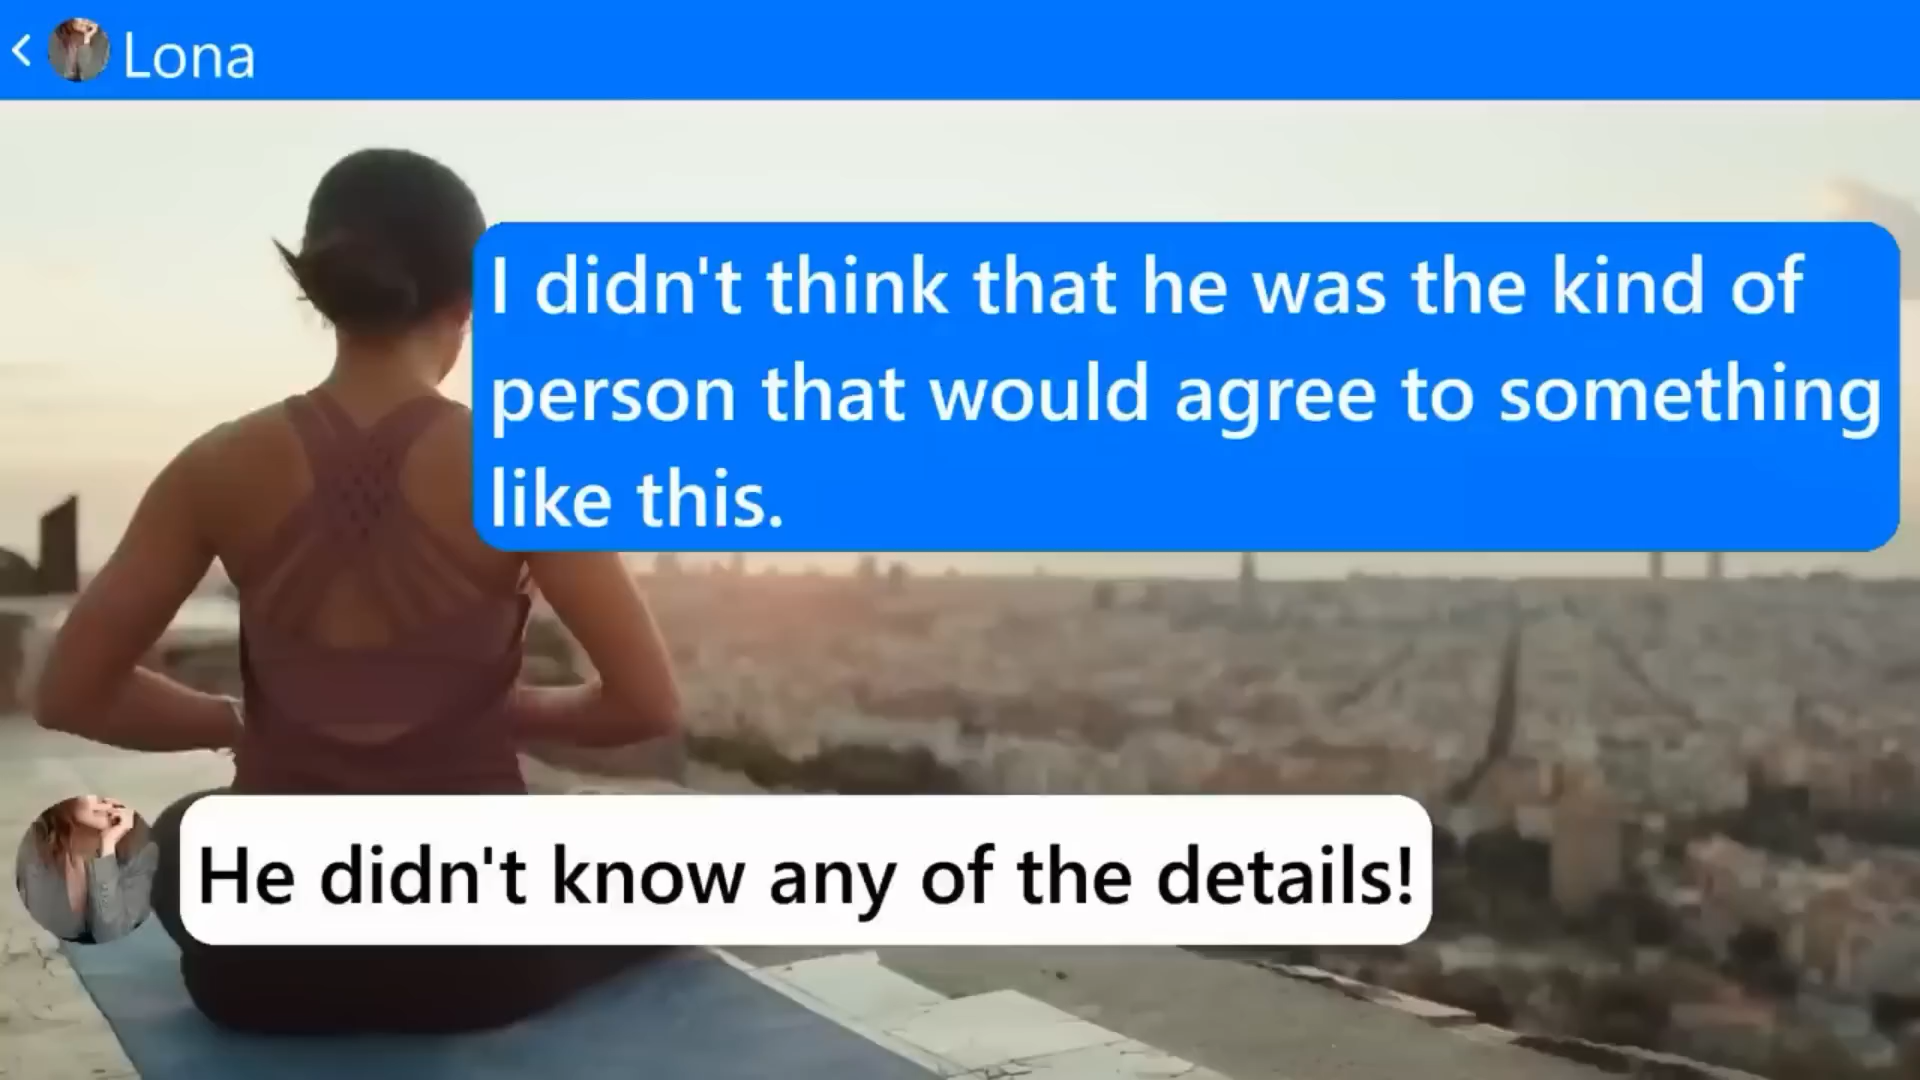 Lona
I didn't think that he was the kind of
person that would agree to something
like this.
He didn't know any of the details!